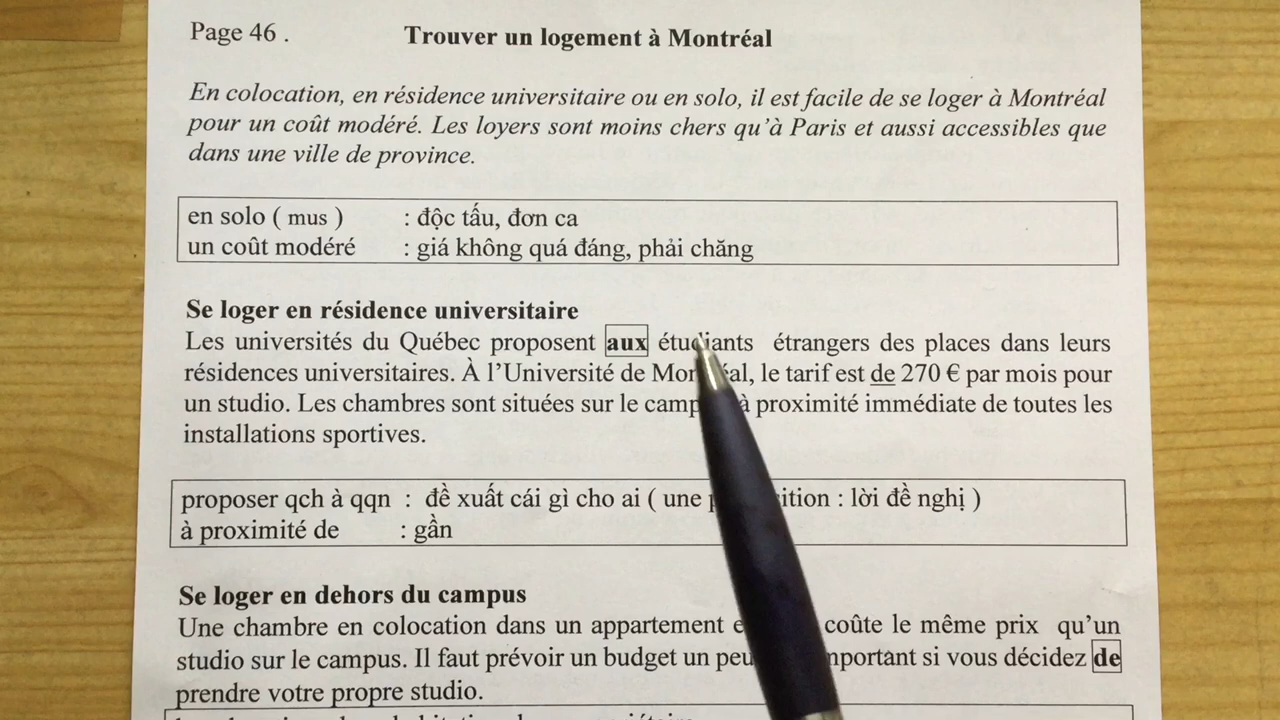 Page 46 . Trouver un logement à Montréal
En colocation, en résidence universitaire ou en solo, il est facile de se loger à Montréal
pour un coût modéré. Les loyers sont moins chers qu’à Paris et aussi accessibles que
dans une ville de province.
en solo ( mus ) : độc tấu, đơn ca
un coût modéré : giá không quá đáng, phải chăng
Se loger en résidence universitaire
Les universités du Québec proposent aux étudiants étrangers des places dans leurs
résidences universitaires. À l’Université de Montréal, le tarif est de 270 € par mois pour
un studio. Les chambres sont situées sur le campus à proximité immédiate de toutes les
installations sportives.
proposer qch à qqn : đề xuất cái gì cho ai ( une proposition : lời đề nghị )
à proximité de : gần
Se loger en dehors du campus
Une chambre en colocation dans un appartement coûte le même prix qu’un
studio sur le campus. Il faut prévoir un budget un peu important si vous décidez de
prendre votre propre studio.